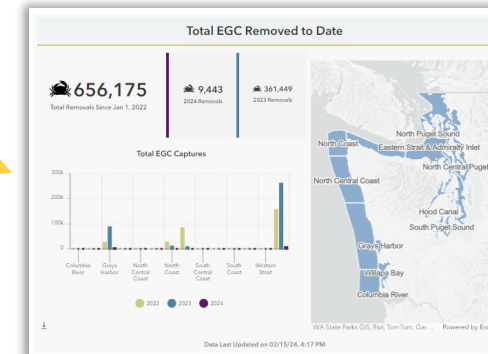 Total EGC Removed to Date
656,175
Total Removals Since Jan 1, 2022
9,443
2024 Removals
361,449
2023 Removals
Total EGC Captures
300k
200k
100k
0
Columbia River
Grays Harbor
North Central Coast
North Coast
South Central Coast
South Coast
Western Strait
2022
2023
2024
North Puget Sound
North Coast
Eastern Strait & Admiralty Inlet
North Central Puget
North Central Coast
Hood Canal
South Puget Sound
Grays Harbor
Willapa Bay
Columbia River
WA State Parks GIS, Esri, TomTom, Gar...
Powered by Esri
Data Last Updated on 02/15/24, 4:17 PM